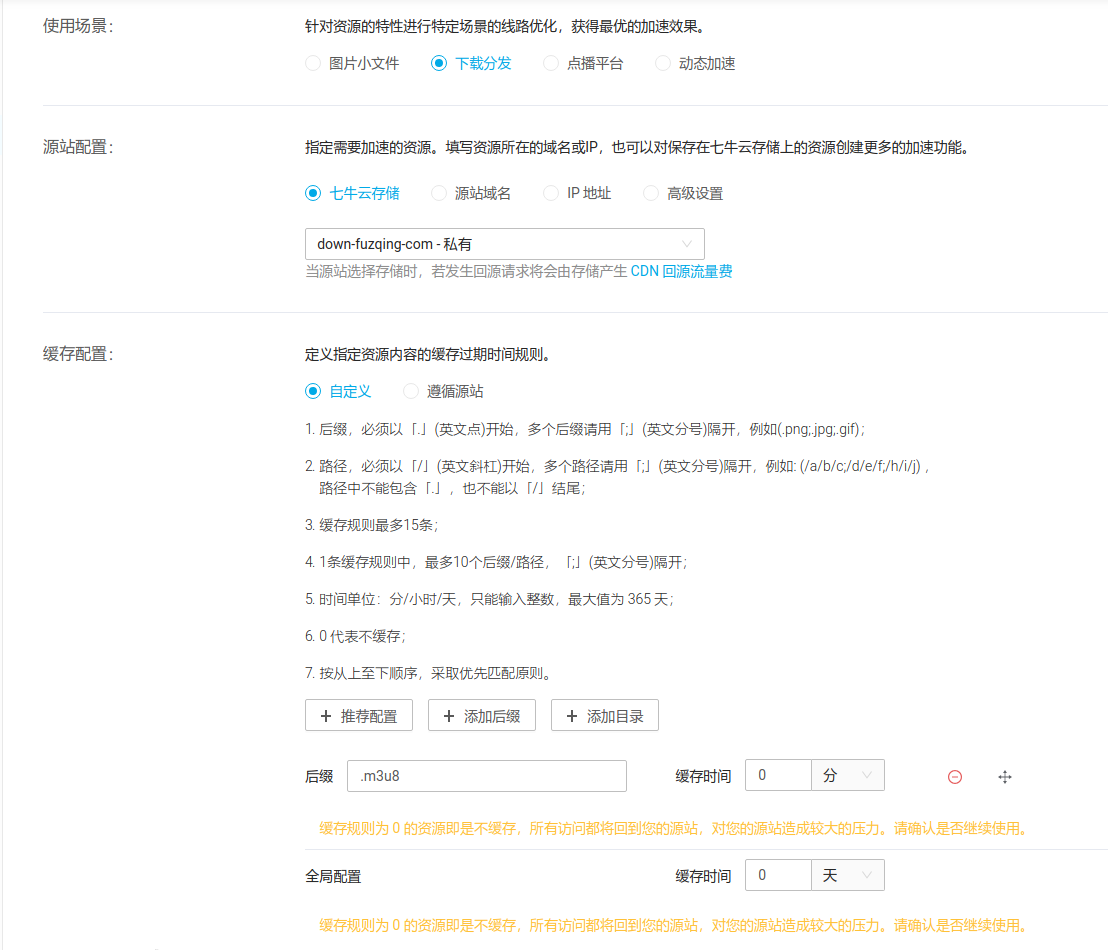 使用场景：
针对资源的特性进行特定场景的线路优化，获得最优的加速效果。
图片小文件 下载分发 点播平台 动态加速
源站配置：
指定需要加速的资源。填写资源所在的域名或IP，也可以对保存在七牛云存储上的资源创建更多的加速功能。
七牛云存储 源站域名 IP 地址 高级设置
down-fuzqing-com - 私有
当源站选择存储时，若发生回源请求将会由存储产生 CDN 回源流量费
缓存配置：
定义指定资源内容的缓存过期时间规则。
自定义 遵循源站
1. 后缀，必须以「.」(英文点)开始，多个后缀请用「;」(英文分号)隔开，例如(.png;.jpg;.gif)；
2. 路径，必须以「/」(英文斜杠)开始，多个路径请用「;」(英文分号)隔开，例如: (/a/b/c;/d/e/f;/h/i/j) ，
路径中不能包含「.」，也不能以「/」结尾；
3. 缓存规则最多15条；
4. 1条缓存规则中，最多10个后缀/路径，「;」(英文分号)隔开；
5. 时间单位：分/小时/天，只能输入整数，最大值为 365 天；
6. 0 代表不缓存；
7. 按从上至下顺序，采取优先匹配原则。
+ 推荐配置 + 添加后缀 + 添加目录
后缀 .m3u8 缓存时间 0 分
缓存规则为 0 的资源即是不缓存，所有访问都将回到您的源站，对您的源站造成较大的压力。请确认是否继续使用。
全局配置 缓存时间 0 天
缓存规则为 0 的资源即是不缓存，所有访问都将回到您的源站，对您的源站造成较大的压力。请确认是否继续使用。